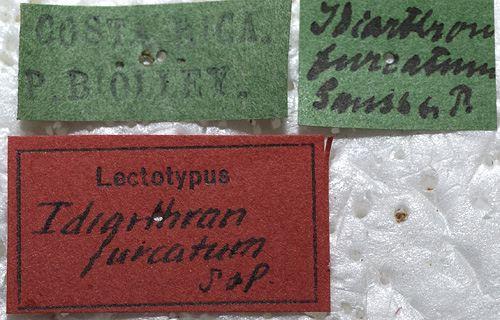 COSTA RICA.
P. BIOLLEY.
Idiarthron
furcatum
Sauss & P.
Lectotypus
Idiarthron
furcatum
S & P.